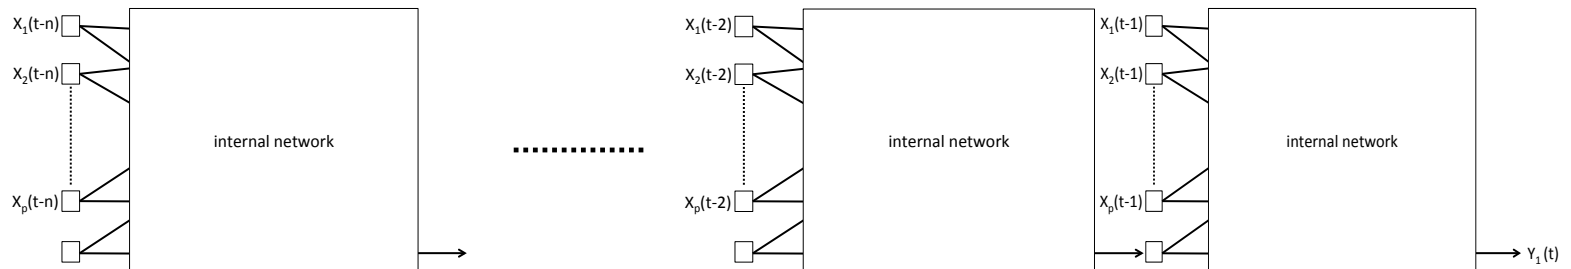 X₁(t-n)
X₂(t-n)
Xₚ(t-n)
internal network
X₁(t-2)
X₂(t-2)
Xₚ(t-2)
internal network
X₁(t-1)
X₂(t-1)
Xₚ(t-1)
internal network
Y₁(t)